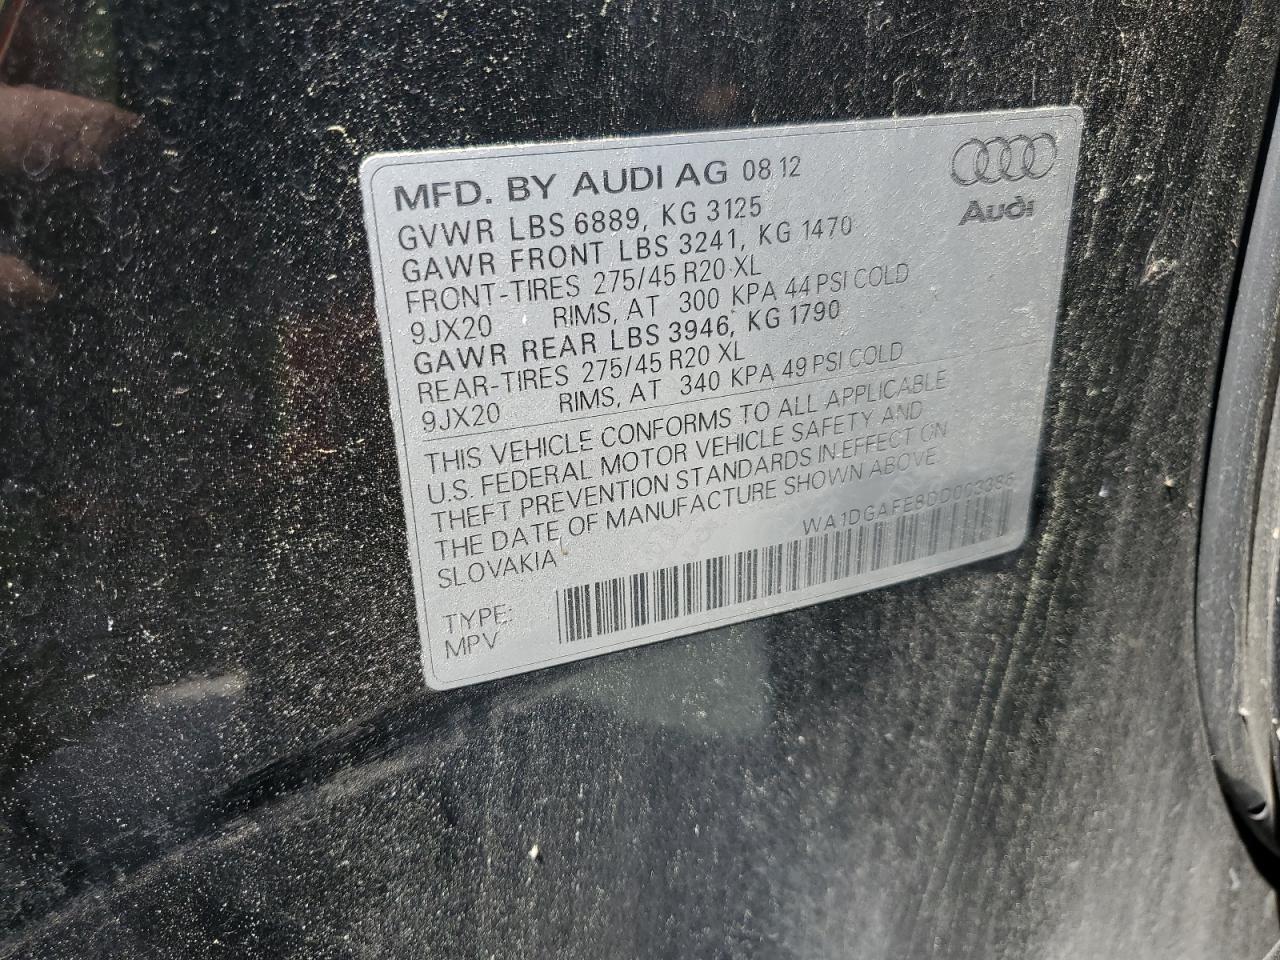 MFD. BY AUDI AG 08.12
GVWR LBS 6889, KG 3125
GAWR FRONT LBS 3241, KG 1470
FRONT-TIRES 275/45 R20 XL
9JX20 RIMS, AT 300 KPA 44 PSI COLD
GAWR REAR LBS 3946, KG 1790
REAR-TIRES 275/45 R20 XL
9JX20 RIMS, AT 340 KPA 49 PSI COLD
Audi
THIS VEHICLE CONFORMS TO ALL APPLICABLE
U.S. FEDERAL MOTOR VEHICLE SAFETY AND
THEFT PREVENTION STANDARDS IN EFFECT ON
THE DATE OF MANUFACTURE SHOWN ABOVE
SLOVAKIA
WA1DGAFE8DD003386
TYPE:
MPV